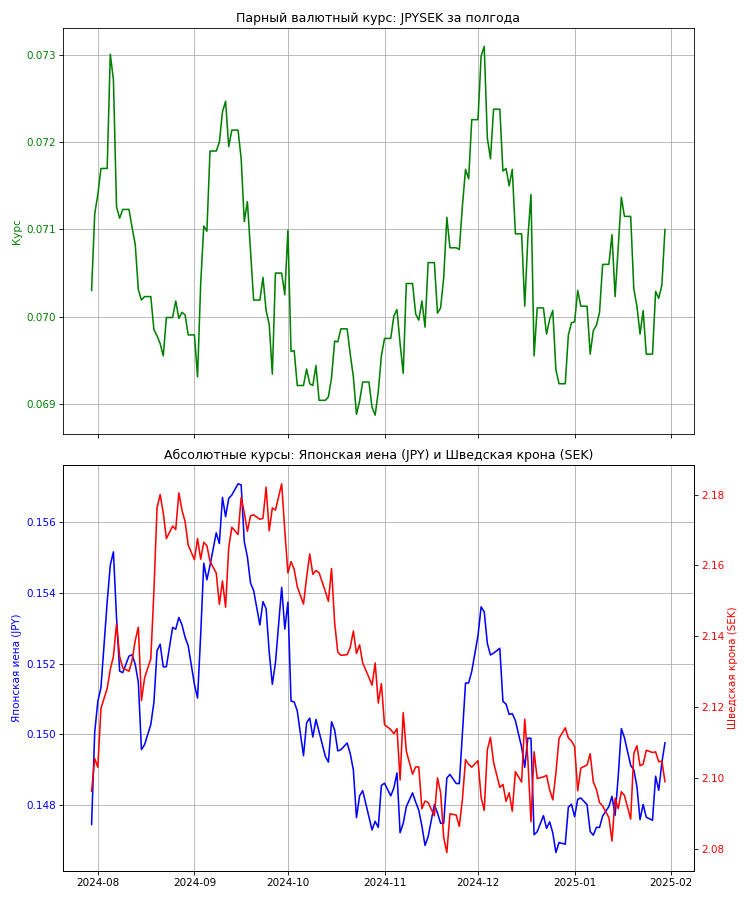 Парный валютный курс: JPYSEK за полгода
0.073
0.072
0.071
0.070
0.069
Курс
Абсолютные курсы: Японская иена (JPY) и Шведская крона (SEK)
0.156
0.154
0.152
0.150
0.148
Японская иена (JPY)
2.18
2.16
2.14
2.12
2.10
2.08
Шведская крона (SEK)
2024-08 2024-09 2024-10 2024-11 2024-12 2025-01 2025-02